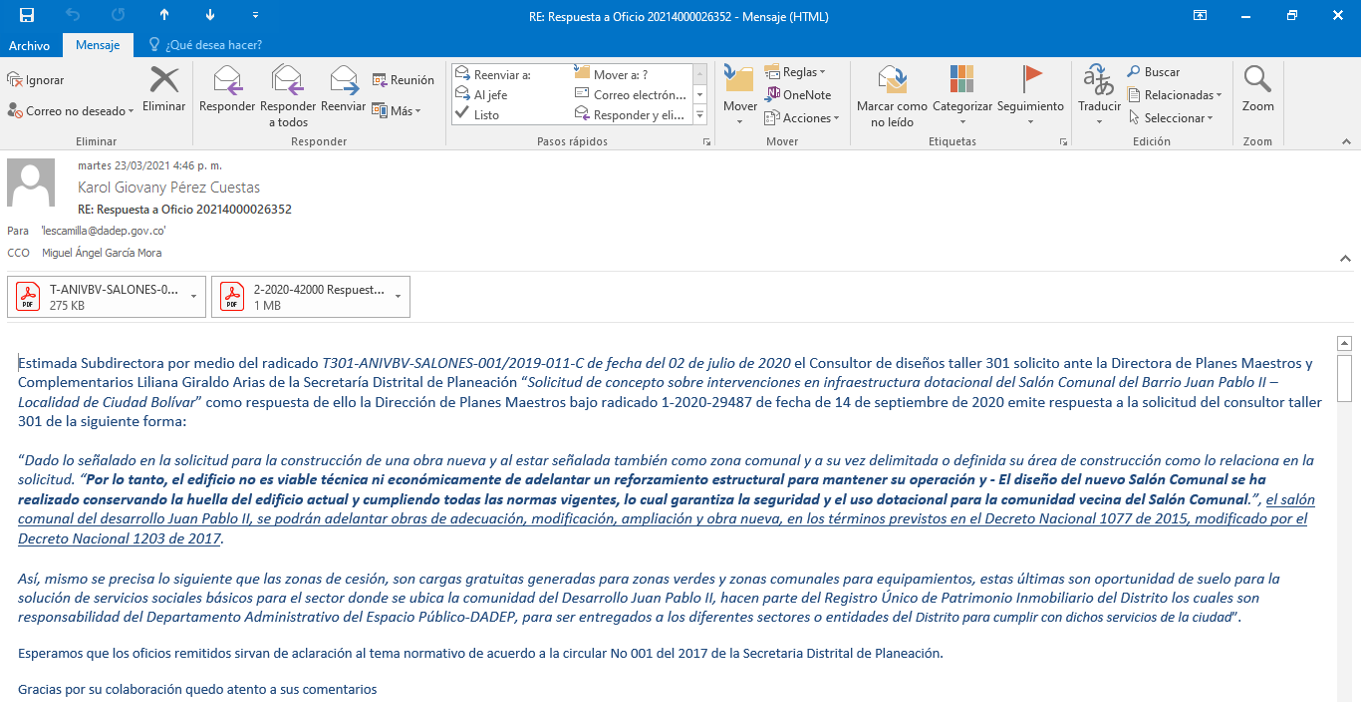 RE: Respuesta a Oficio 20214000026352 - Mensaje (HTML)
Archivo Mensaje ¿Qué desea hacer?
Ignorar
Correo no deseado
Eliminar
Eliminar
Responder
Responder a todos
Reenviar
Reunión
Más
Responder
Reenviar a:
Al jefe
Listo
Mover a: ?
Correo electrón...
Responder y eli...
Pasos rápidos
Mover
Reglas
OneNote
Acciones
Mover
Marcar como no leído
Categorizar
Seguimiento
Etiquetas
Traducir
Buscar
Relacionadas
Seleccionar
Edición
Zoom
Zoom
martes 23/03/2021 4:46 p. m.
Karol Giovany Pérez Cuestas
RE: Respuesta a Oficio 20214000026352
Para 'lescamilla@dadep.gov.co'
CCO Miguel Ángel García Mora
T-ANIVBV-SALONES-0...
275 KB
2-2020-42000 Respuest...
1 MB
Estimada Subdirectora por medio del radicado T301-ANIVBV-SALONES-001/2019-011-C de fecha del 02 de julio de 2020 el Consultor de diseños taller 301 solicito ante la Directora de Planes Maestros y
Complementarios Liliana Giraldo Arias de la Secretaría Distrital de Planeación “Solicitud de concepto sobre intervenciones en infraestructura dotacional del Salón Comunal del Barrio Juan Pablo II –
Localidad de Ciudad Bolívar” como respuesta de ello la Dirección de Planes Maestros bajo radicado 1-2020-29487 de fecha de 14 de septiembre de 2020 emite respuesta a la solicitud del consultor taller
301 de la siguiente forma:
“Dado lo señalado en la solicitud para la construcción de una obra nueva y al estar señalada también como zona comunal y a su vez delimitada o definida su área de construcción como lo relaciona en la
solicitud. “Por lo tanto, el edificio no es viable técnica ni económicamente de adelantar un reforzamiento estructural para mantener su operación y - El diseño del nuevo Salón Comunal se ha
realizado conservando la huella del edificio actual y cumpliendo todas las normas vigentes, lo cual garantiza la seguridad y el uso dotacional para la comunidad vecina del Salón Comunal.”, el salón
comunal del desarrollo Juan Pablo II, se podrán adelantar obras de adecuación, modificación, ampliación y obra nueva, en los términos previstos en el Decreto Nacional 1077 de 2015, modificado por el
Decreto Nacional 1203 de 2017.
Así, mismo se precisa lo siguiente que las zonas de cesión, son cargas gratuitas generadas para zonas verdes y zonas comunales para equipamientos, estas últimas son oportunidad de suelo para la
solución de servicios sociales básicos para el sector donde se ubica la comunidad del Desarrollo Juan Pablo II, hacen parte del Registro Único de Patrimonio Inmobiliario del Distrito los cuales son
responsabilidad del Departamento Administrativo del Espacio Público-DADEP, para ser entregados a los diferentes sectores o entidades del Distrito para cumplir con dichos servicios de la ciudad”.
Esperamos que los oficios remitidos sirvan de aclaración al tema normativo de acuerdo a la circular No 001 del 2017 de la Secretaria Distrital de Planeación.
Gracias por su colaboración quedo atento a sus comentarios